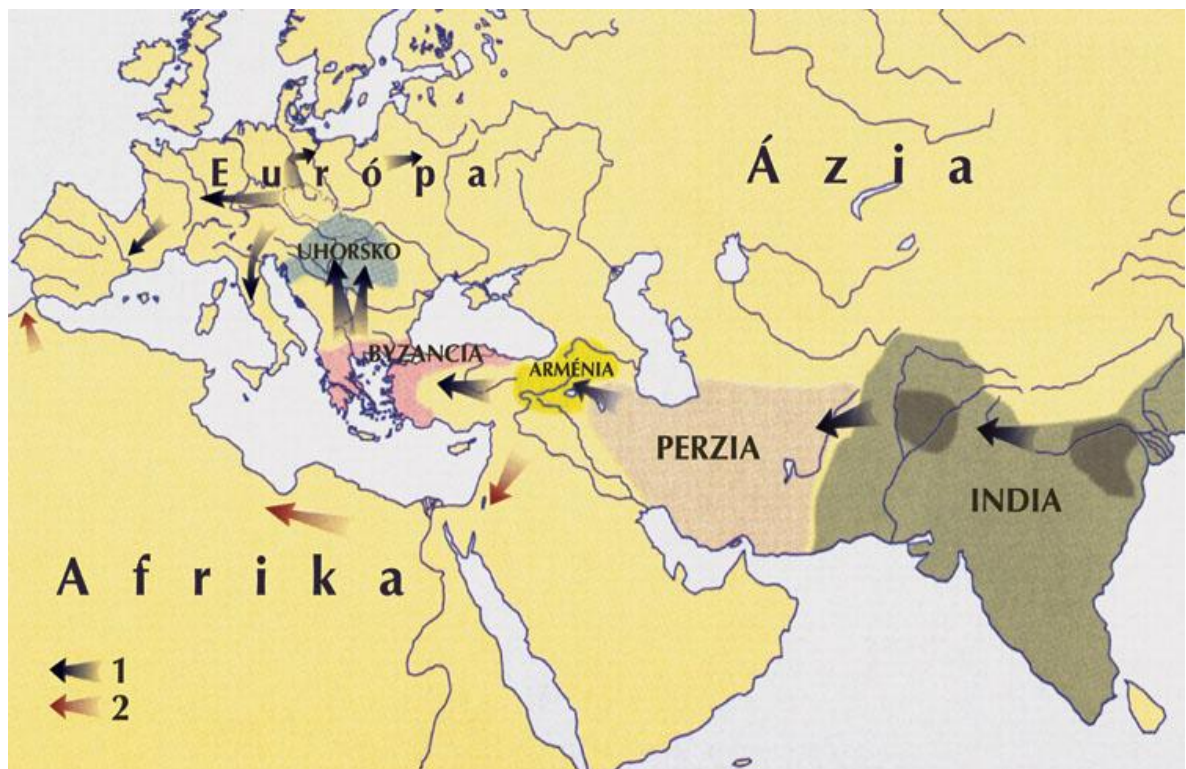 Európa
Ázia
UHORSKO
BYZANCIA
ARMÉNIA
PERZIA
INDIA
Afrika
1
2